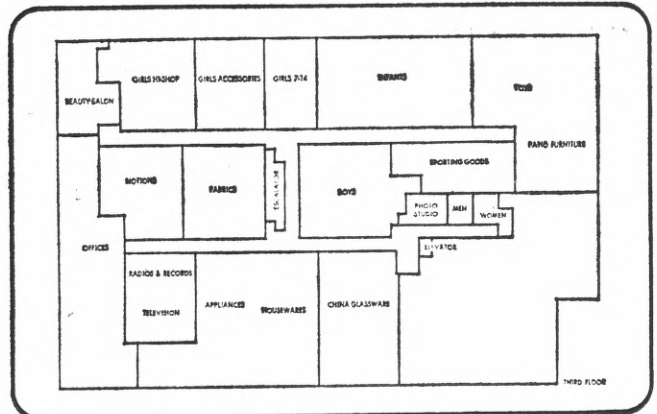 GIRLS HISHOP
GIRLS ACCESSORIES
GIRLS 7-14
INFANTS
TOYS
BEAUTY SALON
PATIO FURNITURE
NOTIONS
FABRICS
ESCALATOR
BOYS
SPORTING GOODS
PHOTO
STUDIO
MEN
WOMEN
OFFICES
ELEVATOR
RADIOS & RECORDS
TELEVISION
APPLIANCES
HOUSEWARES
CHINA GLASSWARE
THIRD FLOOR